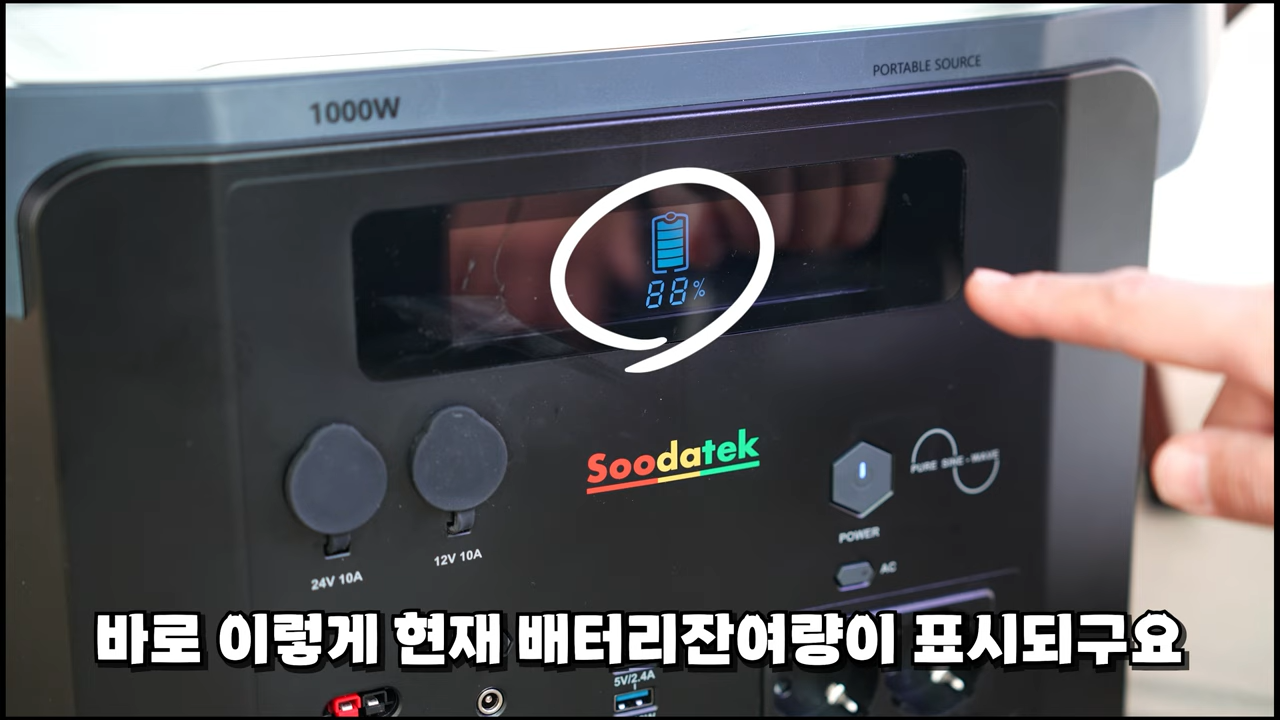 1000W
PORTABLE SOURCE
88%
Soodatek
PURE SINE-WAVE
POWER
24V 10A
12V 10A
AC
바로 이렇게 현재 배터리잔여량이 표시되구요
5V/2.4A